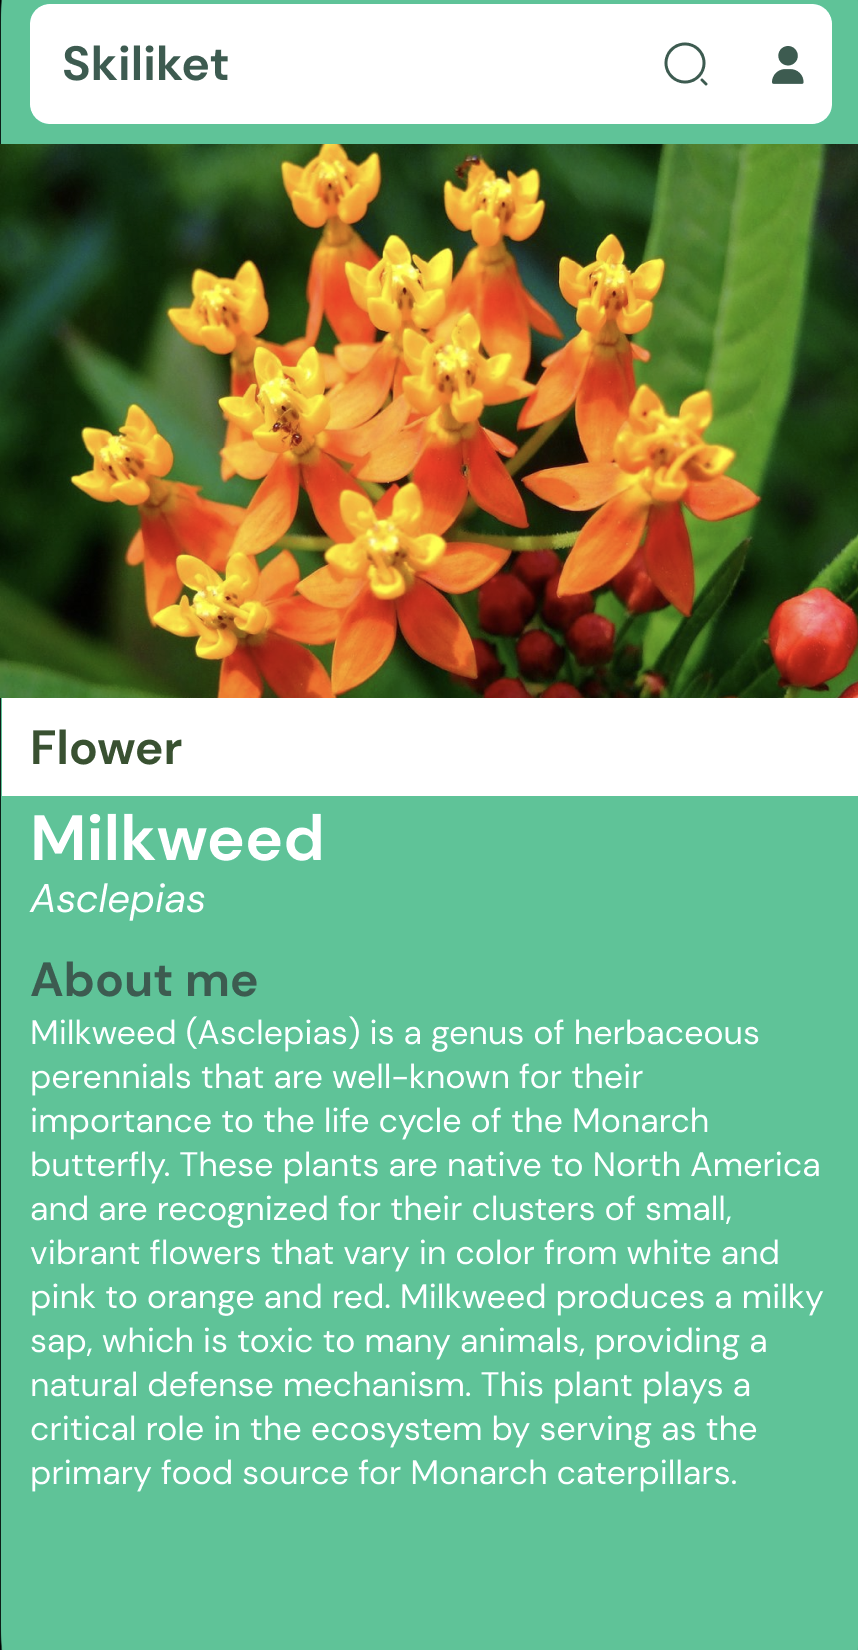 Skiliket
Flower
Milkweed
Asclepias
About me
Milkweed (Asclepias) is a genus of herbaceous
perennials that are well-known for their
importance to the life cycle of the Monarch
butterfly. These plants are native to North America
and are recognized for their clusters of small,
vibrant flowers that vary in color from white and
pink to orange and red. Milkweed produces a milky
sap, which is toxic to many animals, providing a
natural defense mechanism. This plant plays a
critical role in the ecosystem by serving as the
primary food source for Monarch caterpillars.